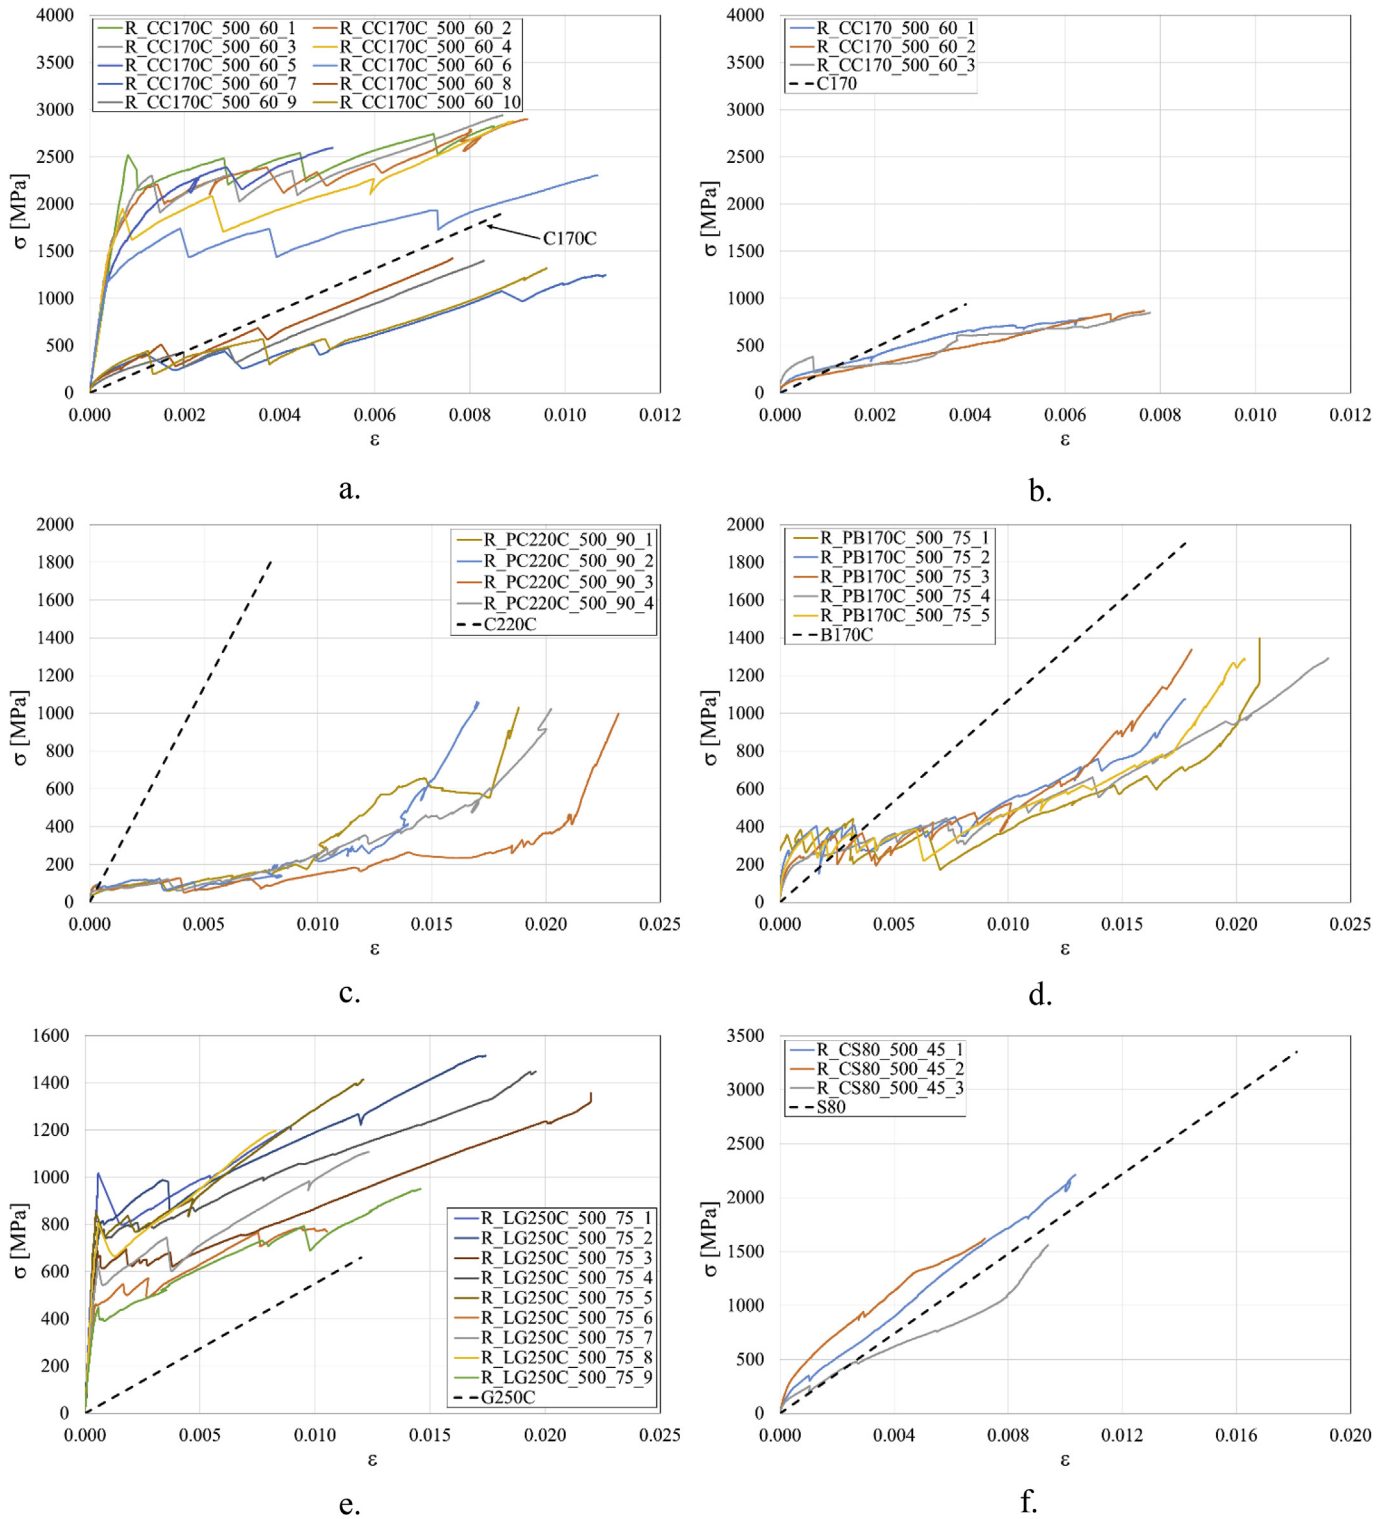 R_CC170C_500_60_1 R_CC170C_500_60_2
R_CC170C_500_60_3 R_CC170C_500_60_4
R_CC170C_500_60_5 R_CC170C_500_60_6
R_CC170C_500_60_7 R_CC170C_500_60_8
R_CC170C_500_60_9 R_CC170C_500_60_10
4000
3500
3000
2500
2000
1500
1000
500
0
σ [MPa]
C170C
0.000 0.002 0.004 0.006 0.008 0.010 0.012
ε
a.
R_CC170_500_60_1
R_CC170_500_60_2
R_CC170_500_60_3
C170
4000
3500
3000
2500
2000
1500
1000
500
0
σ [MPa]
0.000 0.002 0.004 0.006 0.008 0.010 0.012
ε
b.
R_PC220C_500_90_1
R_PC220C_500_90_2
R_PC220C_500_90_3
R_PC220C_500_90_4
C220C
2000
1800
1600
1400
1200
1000
800
600
400
200
0
σ [MPa]
0.000 0.005 0.010 0.015 0.020 0.025
ε
c.
R_PB170C_500_75_1
R_PB170C_500_75_2
R_PB170C_500_75_3
R_PB170C_500_75_4
R_PB170C_500_75_5
B170C
2000
1800
1600
1400
1200
1000
800
600
400
200
0
σ [MPa]
0.000 0.005 0.010 0.015 0.020 0.025
ε
d.
1600
1400
1200
1000
800
600
400
200
0
σ [MPa]
R_LG250C_500_75_1
R_LG250C_500_75_2
R_LG250C_500_75_3
R_LG250C_500_75_4
R_LG250C_500_75_5
R_LG250C_500_75_6
R_LG250C_500_75_7
R_LG250C_500_75_8
R_LG250C_500_75_9
G250C
0.000 0.005 0.010 0.015 0.020 0.025
ε
e.
R_CS80_500_45_1
R_CS80_500_45_2
R_CS80_500_45_3
S80
3500
3000
2500
2000
1500
1000
500
0
σ [MPa]
0.000 0.004 0.008 0.012 0.016 0.020
ε
f.